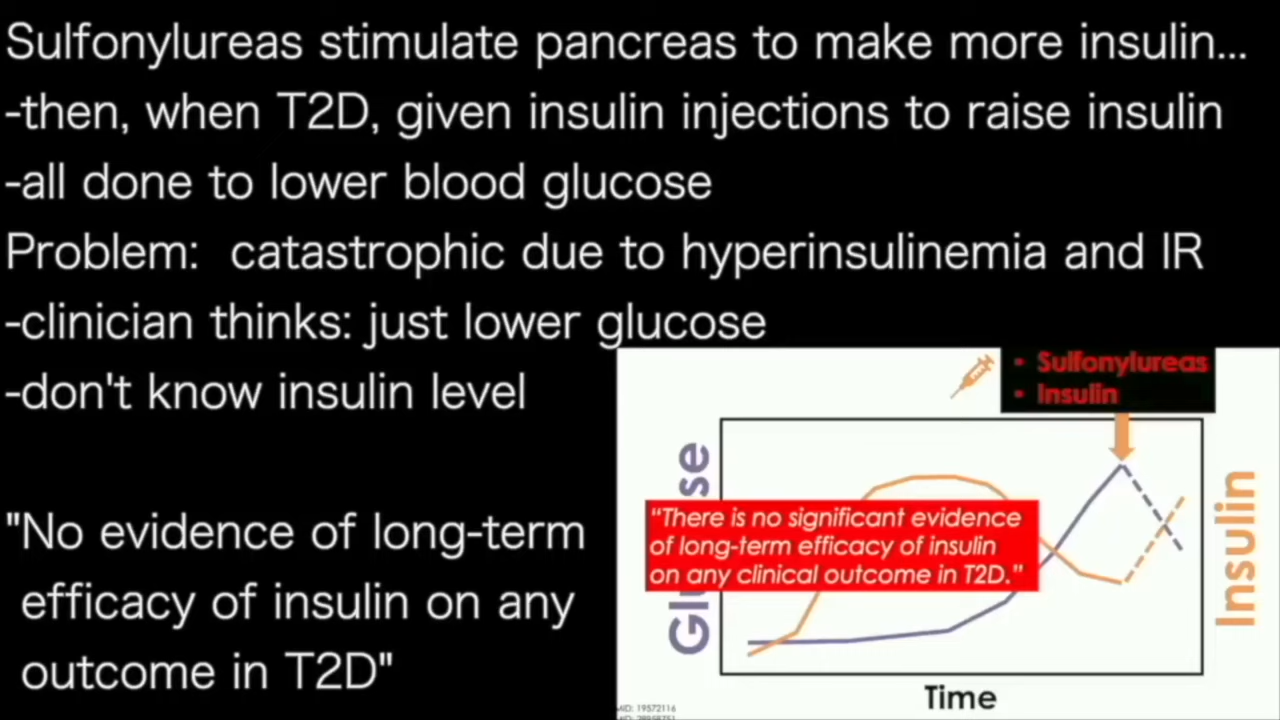 Sulfonylureas stimulate pancreas to make more insulin...
-then, when T2D, given insulin injections to raise insulin
-all done to lower blood glucose
Problem:  catastrophic due to hyperinsulinemia and IR
-clinician thinks: just lower glucose
-don't know insulin level
"No evidence of long-term
efficacy of insulin on any
outcome in T2D"
• Sulfonylureas
• Insulin
"There is no significant evidence
of long-term efficacy of insulin
on any clinical outcome in T2D."
Insulin
Time
MID: 19572116